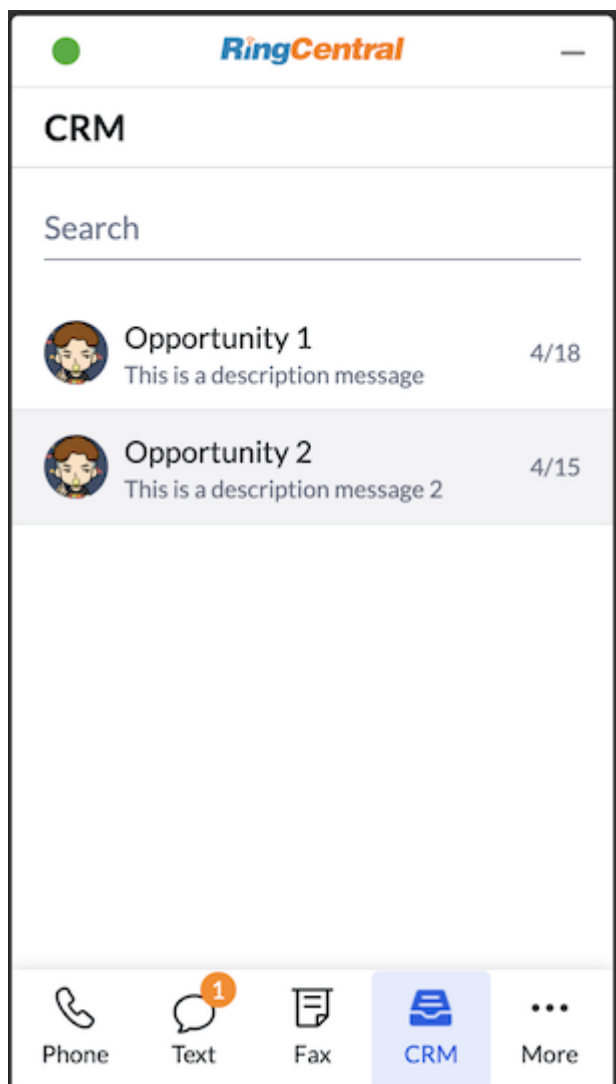 RingCentral
CRM
Search
Opportunity 1
This is a description message
4/18
Opportunity 2
This is a description message 2
4/15
1
Phone
Text
Fax
CRM
More